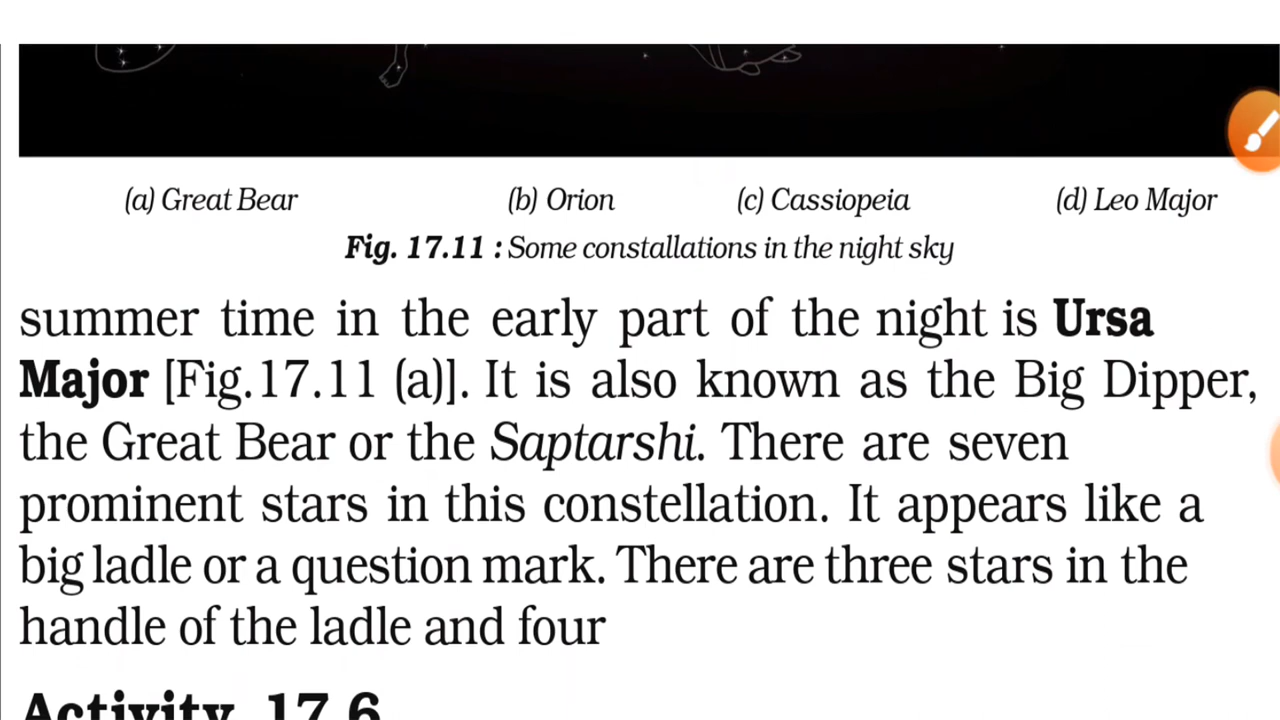 (a) Great Bear (b) Orion (c) Cassiopeia (d) Leo Major
Fig. 17.11 : Some constallations in the night sky
summer time in the early part of the night is Ursa
Major [Fig.17.11 (a)]. It is also known as the Big Dipper,
the Great Bear or the Saptarshi. There are seven
prominent stars in this constellation. It appears like a
big ladle or a question mark. There are three stars in the
handle of the ladle and four
Activity 17.6